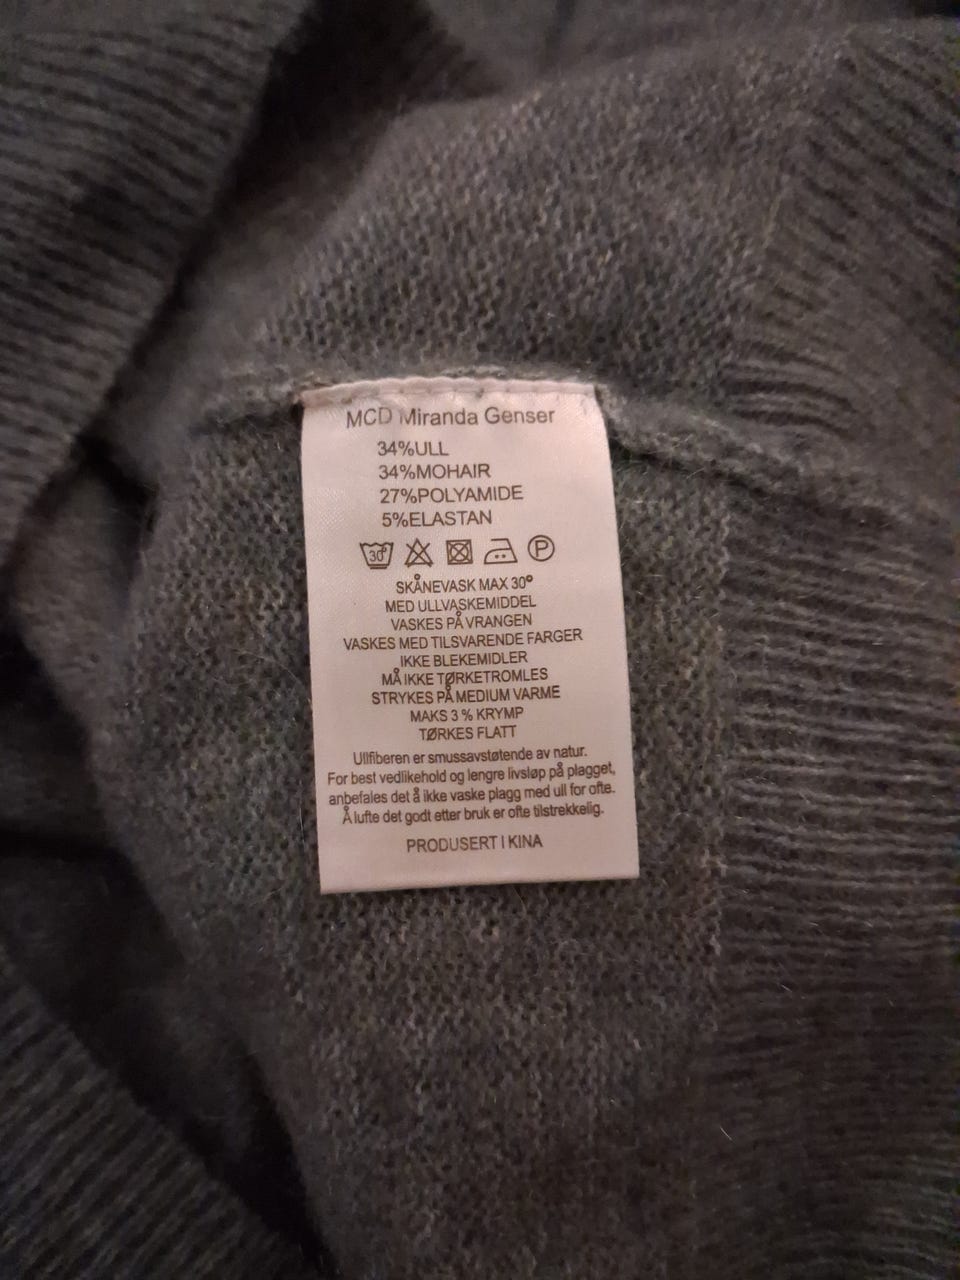 MCD Miranda Genser
34%ULL
34%MOHAIR
27%POLYAMIDE
5%ELASTAN
30° P
SKÅNEVASK MAX 30°
MED ULLVASKEMIDDEL
VASKES PÅ VRANGEN
VASKES MED TILSVARENDE FARGER
IKKE BLEKEMIDLER
MÅ IKKE TØRKETROMLES
STRYKES PÅ MEDIUM VARME
MAKS 3 % KRYMP
TØRKES FLATT
Ullfiberen er smussavstøtende av natur.
For best vedlikehold og lengre livsløp på plagget,
anbefales det å ikke vaske plagg med ull for ofte.
Å lufte det godt etter bruk er ofte tilstrekkelig.
PRODUSERT I KINA